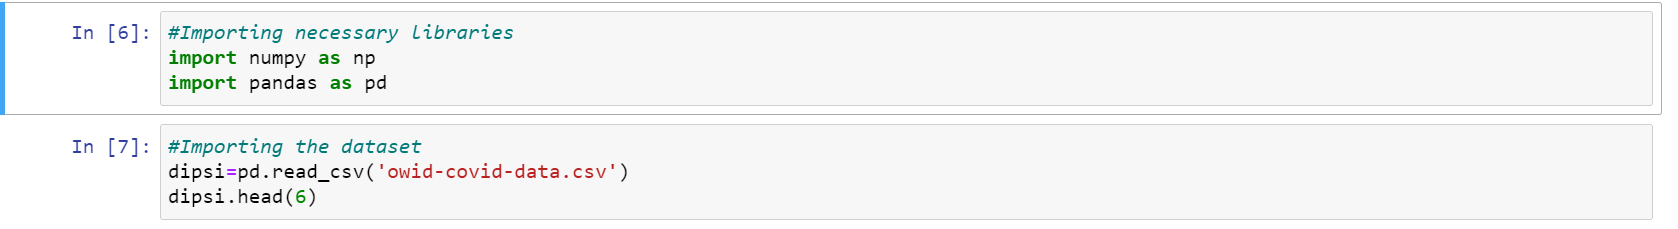 In [6]: #Importing necessary libraries
import numpy as np
import pandas as pd
In [7]: #Importing the dataset
dipsi=pd.read_csv('owid-covid-data.csv')
dipsi.head(6)